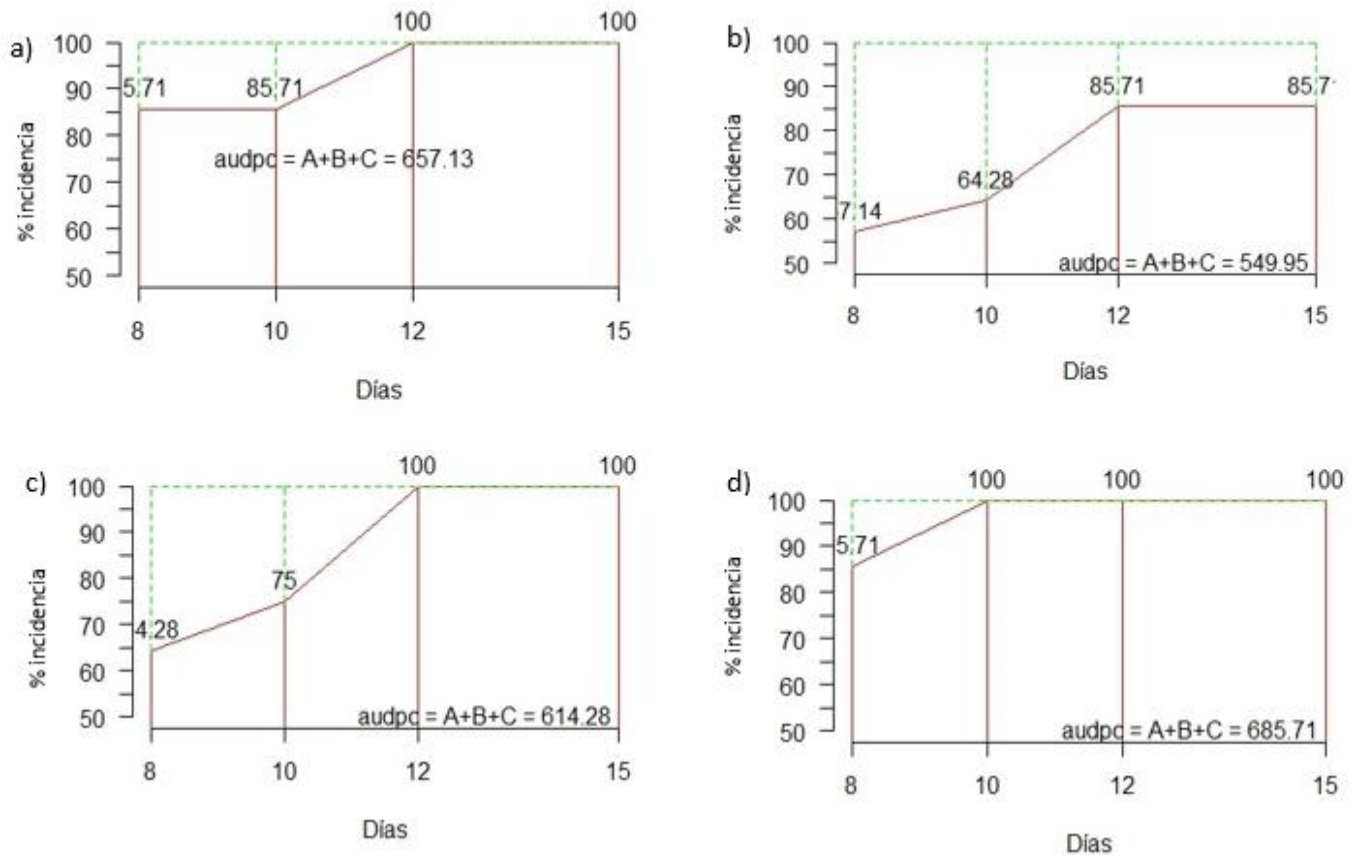 a)
100 100
100
5.71 85.71
90
80
audpc = A+B+C = 657.13
70
60
50
% incidencia
8 10 12 15
Días
b)
100
85.71 85.7
90
80
70
64.28
60
7.14
50
audpc = A+B+C = 549.95
% incidencia
8 10 12 15
Días
c)
100 100
100
90
80
75
70
4.28
60
50
audpc = A+B+C = 614.28
% incidencia
8 10 12 15
Días
d)
100 100 100
100
90
5.71
80
70
60
50
audpc = A+B+C = 685.71
% incidencia
8 10 12 15
Días